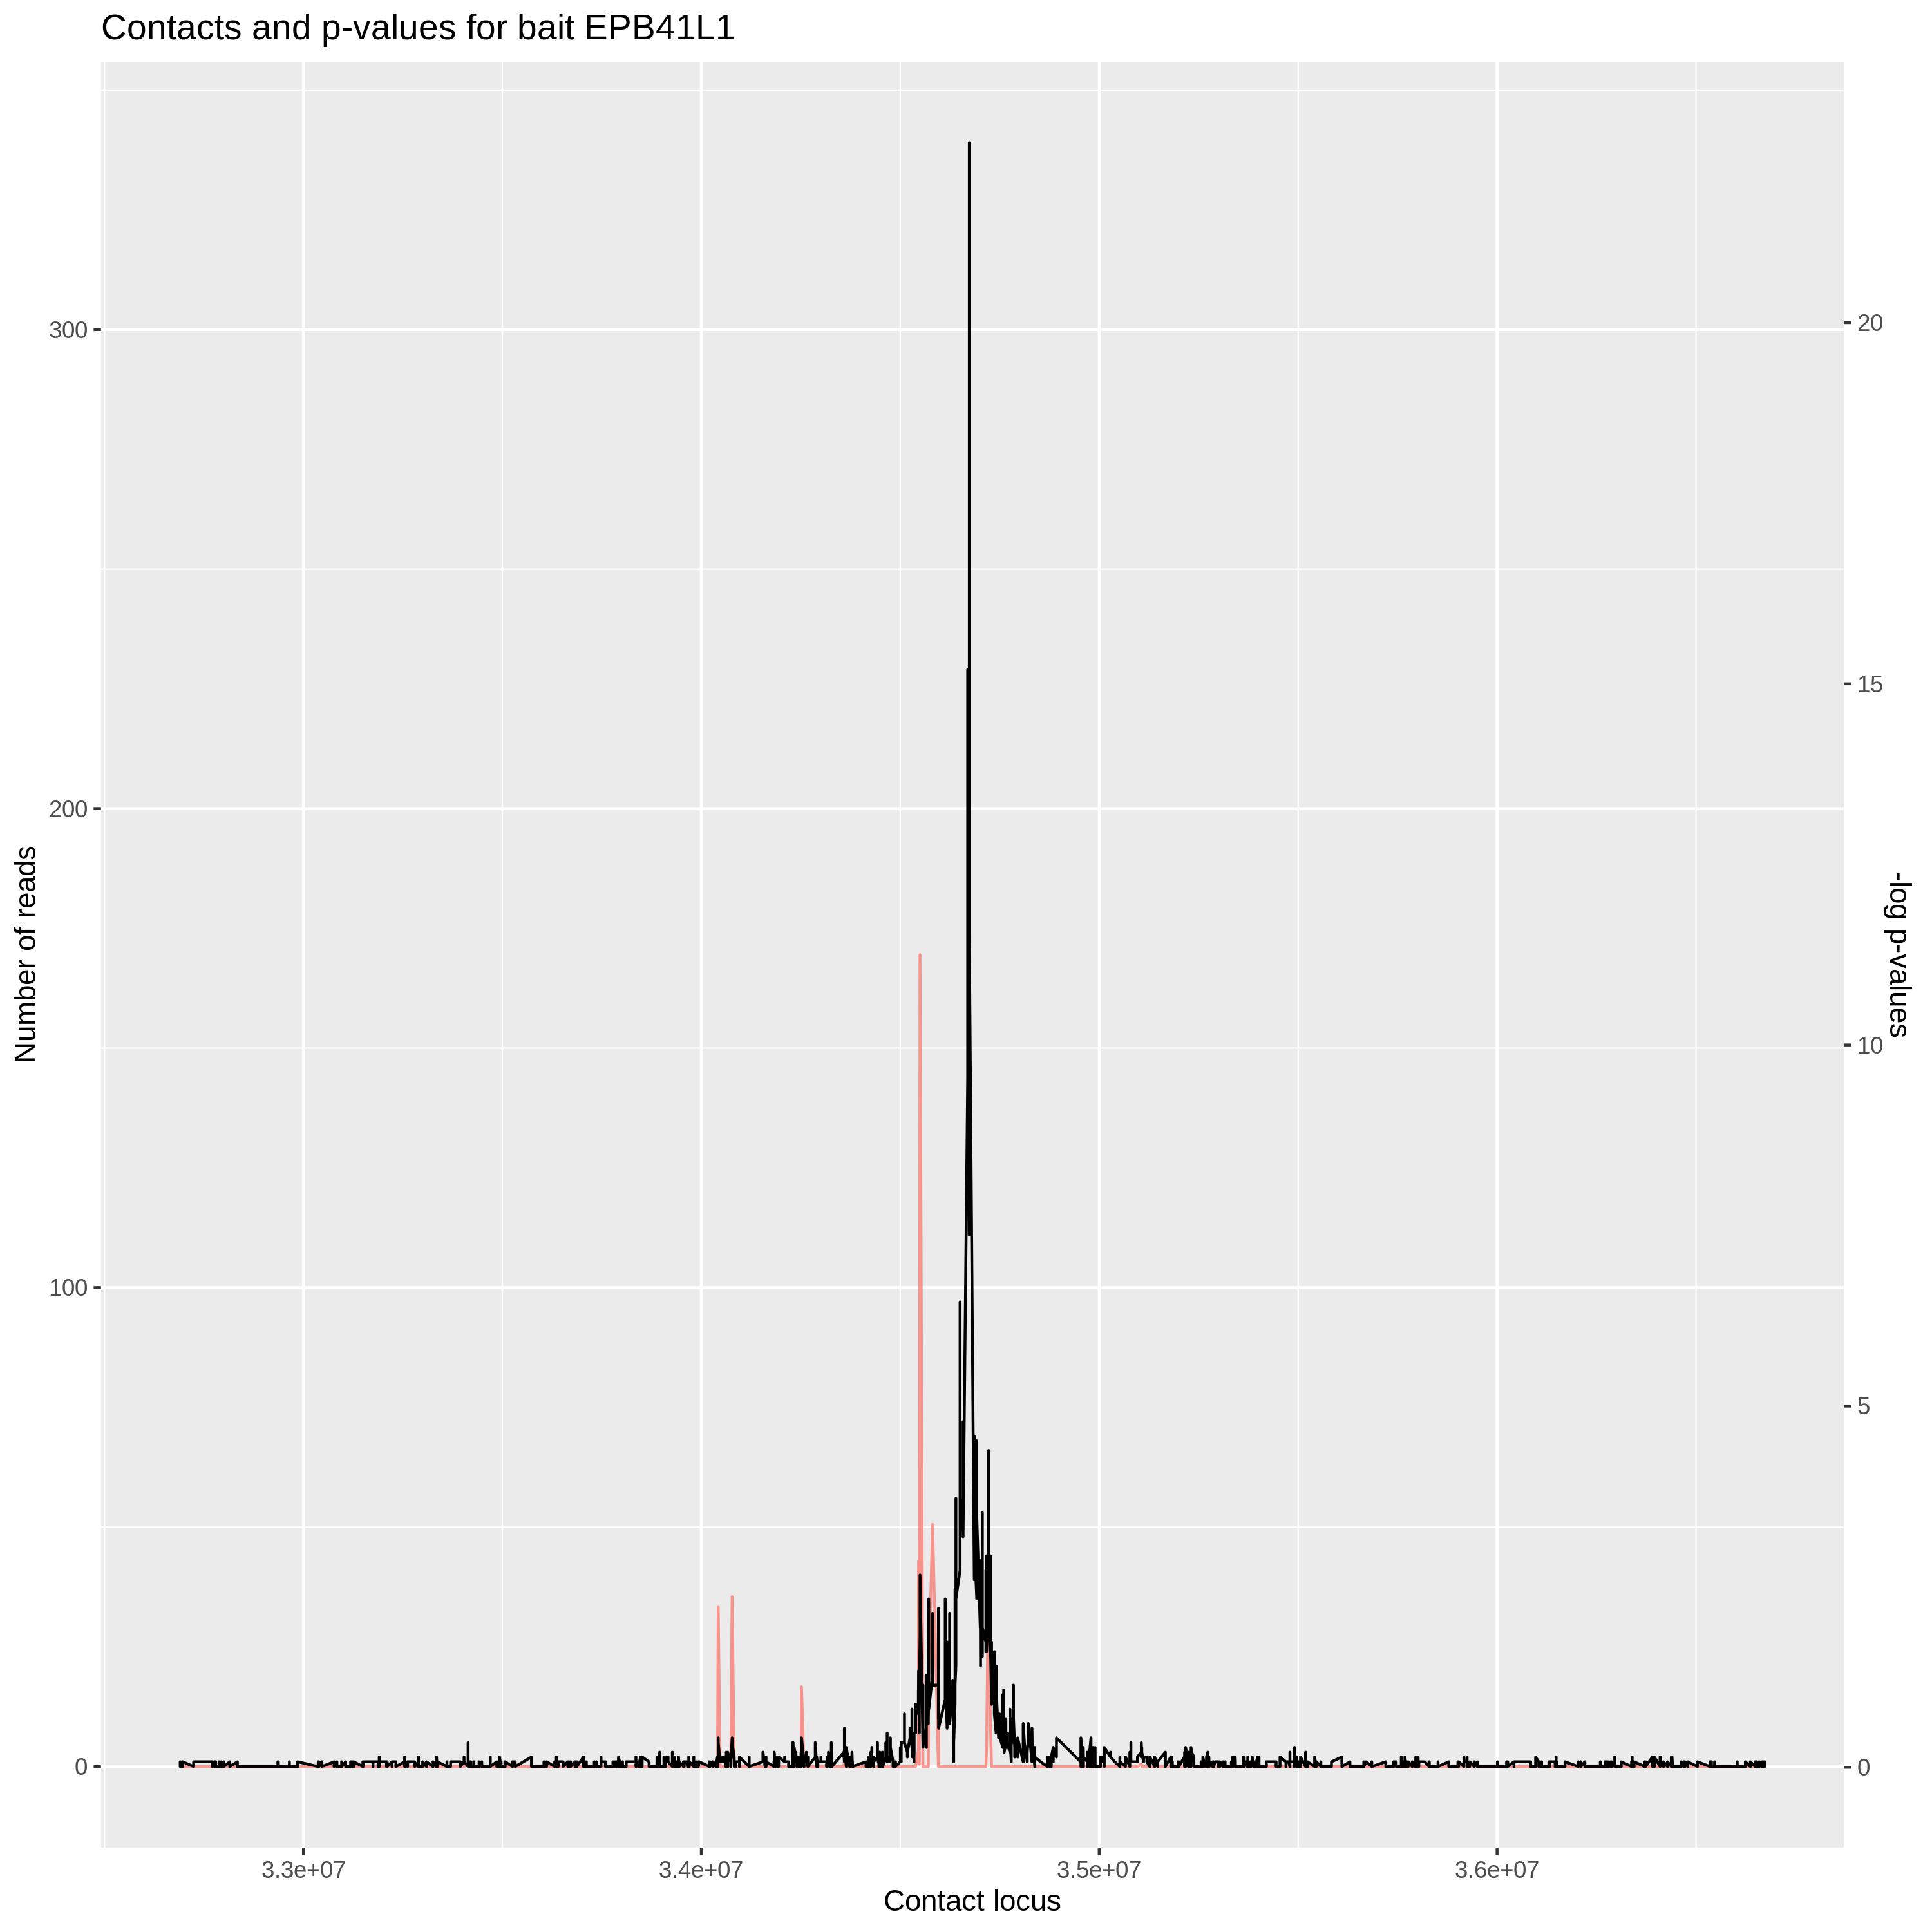 Contacts and p-values for bait EPB41L1
300
200
100
0
Number of reads
20
15
10
5
0
-log p-values
3.3e+07
3.4e+07
3.5e+07
3.6e+07
Contact locus